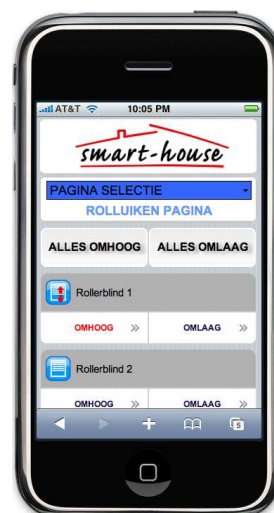 AT&T 10:05 PM
smart-house
PAGINA SELECTIE
ROLLUIKEN PAGINA
ALLES OMHOOG ALLES OMLAAG
Rollerblind 1
OMHOOG >> OMLAAG >>
Rollerblind 2
OMHOOG >> OMLAAG >>
5